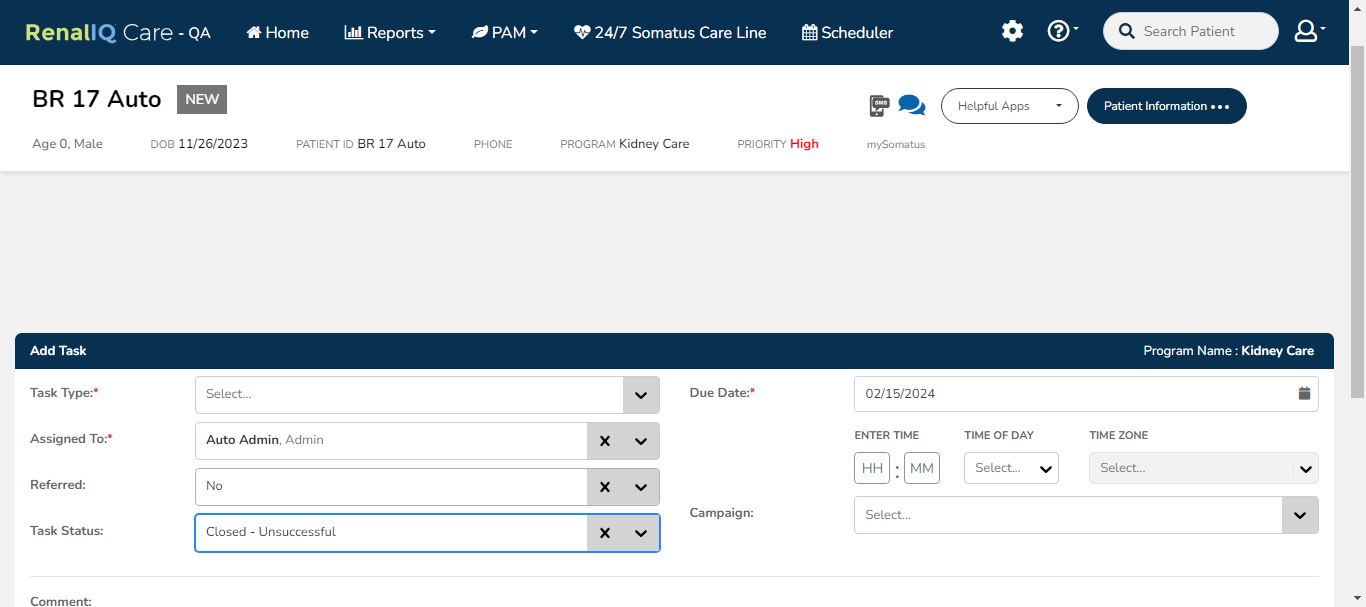 RenalIQ Care - QA Home Reports PAM 24/7 Somatus Care Line Scheduler Search Patient
BR 17 Auto NEW
SMS Helpful Apps Patient Information •••
Age 0, Male DOB 11/26/2023 PATIENT ID BR 17 Auto PHONE PROGRAM Kidney Care PRIORITY High mySomatus
Add Task Program Name : Kidney Care
Task Type:* Select... Due Date:* 02/15/2024
Assigned To:* Auto Admin, Admin ENTER TIME TIME OF DAY TIME ZONE
HH : MM Select... Select...
Referred: No
Campaign: Select...
Task Status: Closed - Unsuccessful
Comment: